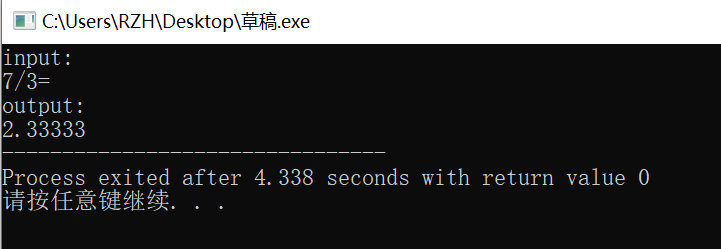 C:\Users\RZH\Desktop\草稿.exe
input:
7/3=
output:
2.33333
--------------------------------
Process exited after 4.338 seconds with return value 0
请按任意键继续. . .